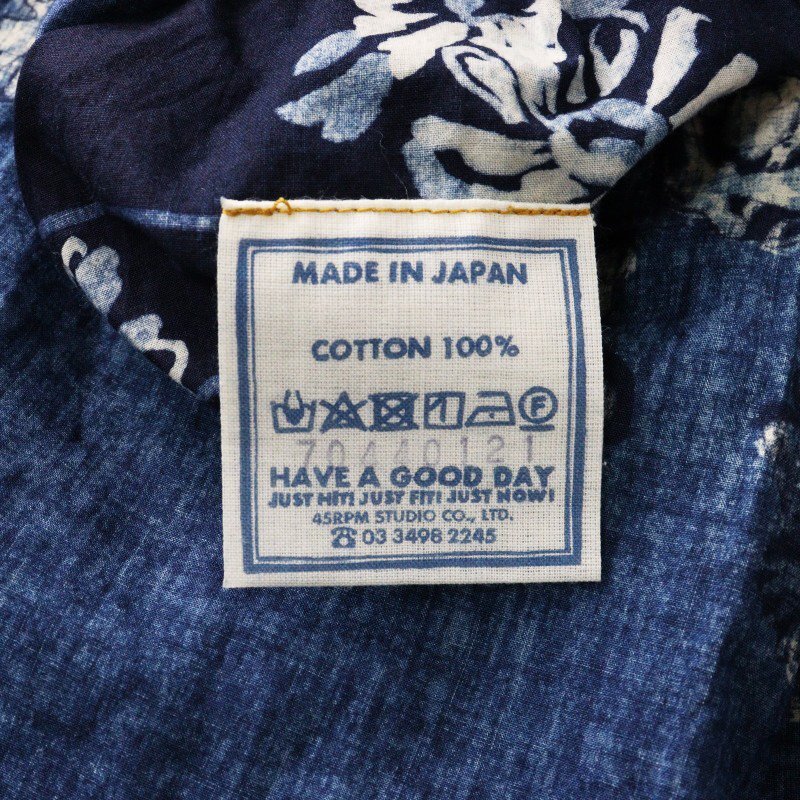 MADE IN JAPAN
COTTON 100%
F
70440121
HAVE A GOOD DAY
JUST HIT! JUST FIT! JUST NOW!
45RPM STUDIO CO., LTD.
☎ 03 3498 2245